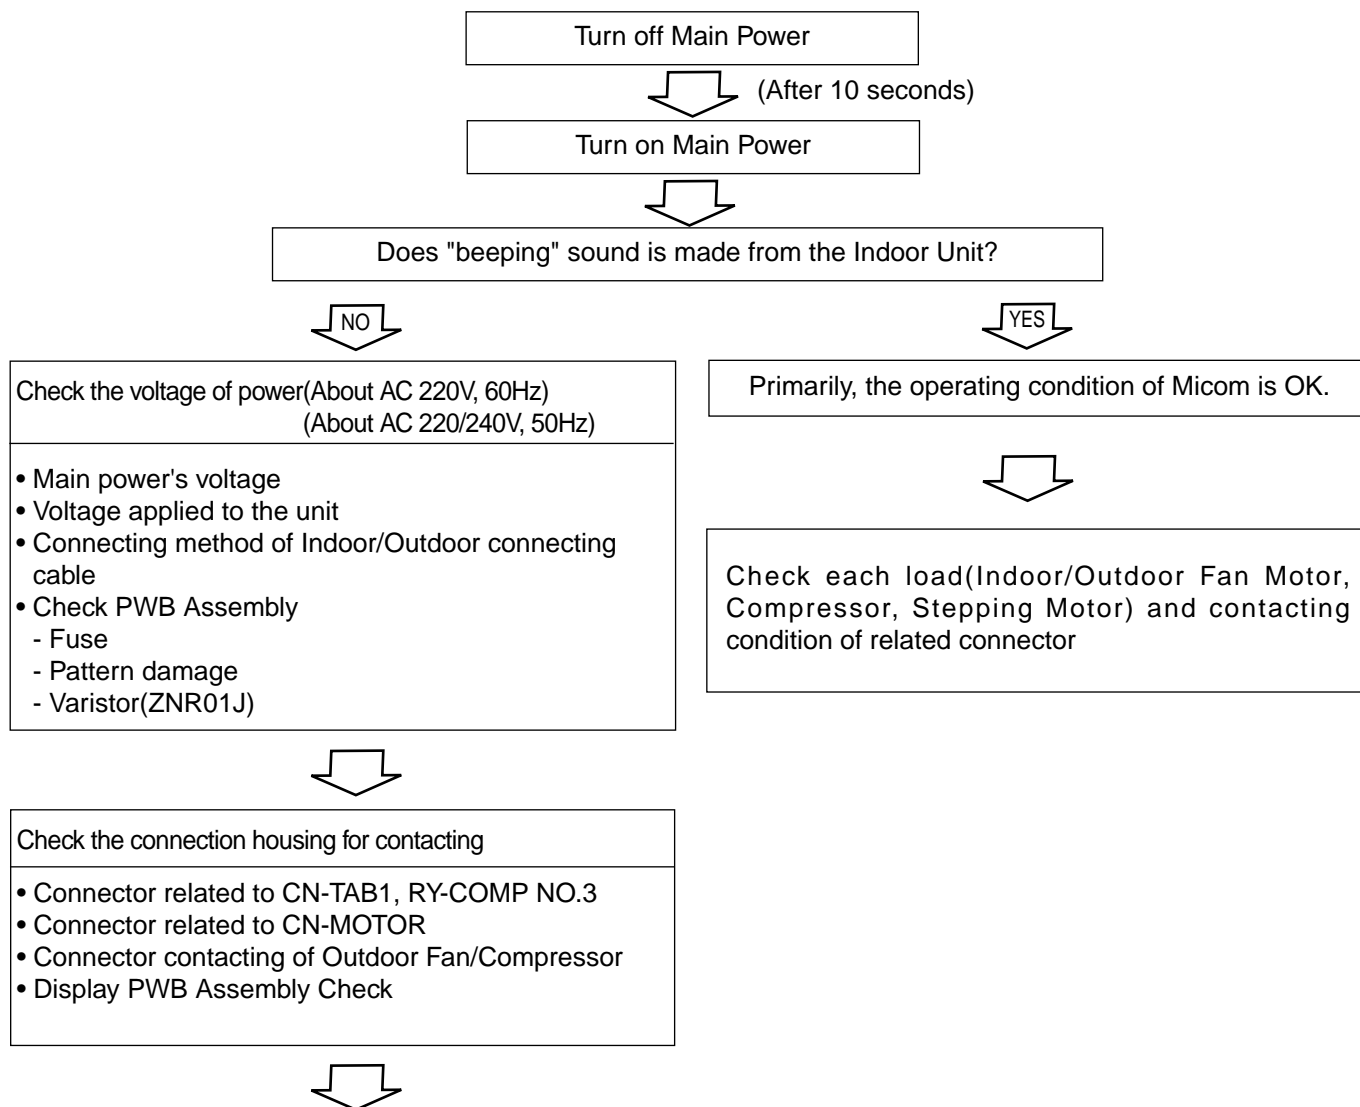 Turn off Main Power
(After 10 seconds)
Turn on Main Power
Does "beeping" sound is made from the Indoor Unit?
NO
YES
Check the voltage of power(About AC 220V, 60Hz)
(About AC 220/240V, 50Hz)
• Main power's voltage
• Voltage applied to the unit
• Connecting method of Indoor/Outdoor connecting
cable
• Check PWB Assembly
- Fuse
- Pattern damage
- Varistor(ZNR01J)
Primarily, the operating condition of Micom is OK.
Check each load(Indoor/Outdoor Fan Motor,
Compressor, Stepping Motor) and contacting
condition of related connector
Check the connection housing for contacting
• Connector related to CN-TAB1, RY-COMP NO.3
• Connector related to CN-MOTOR
• Connector contacting of Outdoor Fan/Compressor
• Display PWB Assembly Check